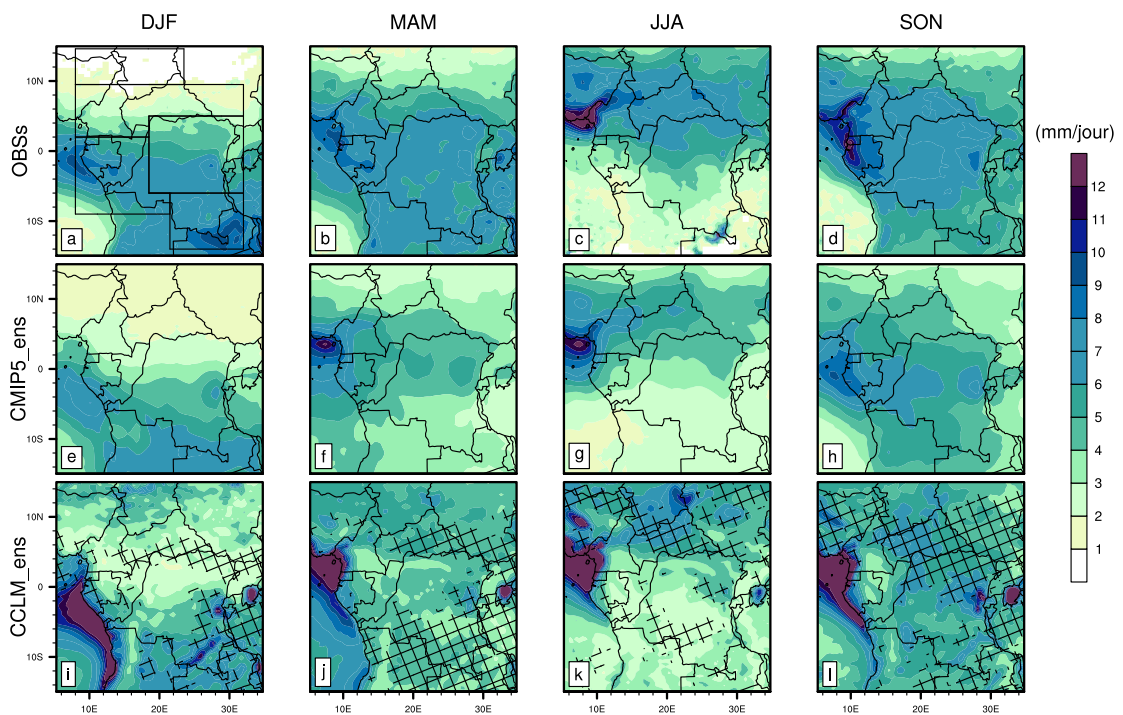 DJF MAM JJA SON
OBSs
10N
0
10S
a b c d
(mm/jour)
12
11
10
9
8
7
6
5
4
3
2
1
CMIP5_ens
10N
0
10S
e f g h
CCLM_ens
10N
0
10S
i j k l
10E 20E 30E 10E 20E 30E 10E 20E 30E 10E 20E 30E